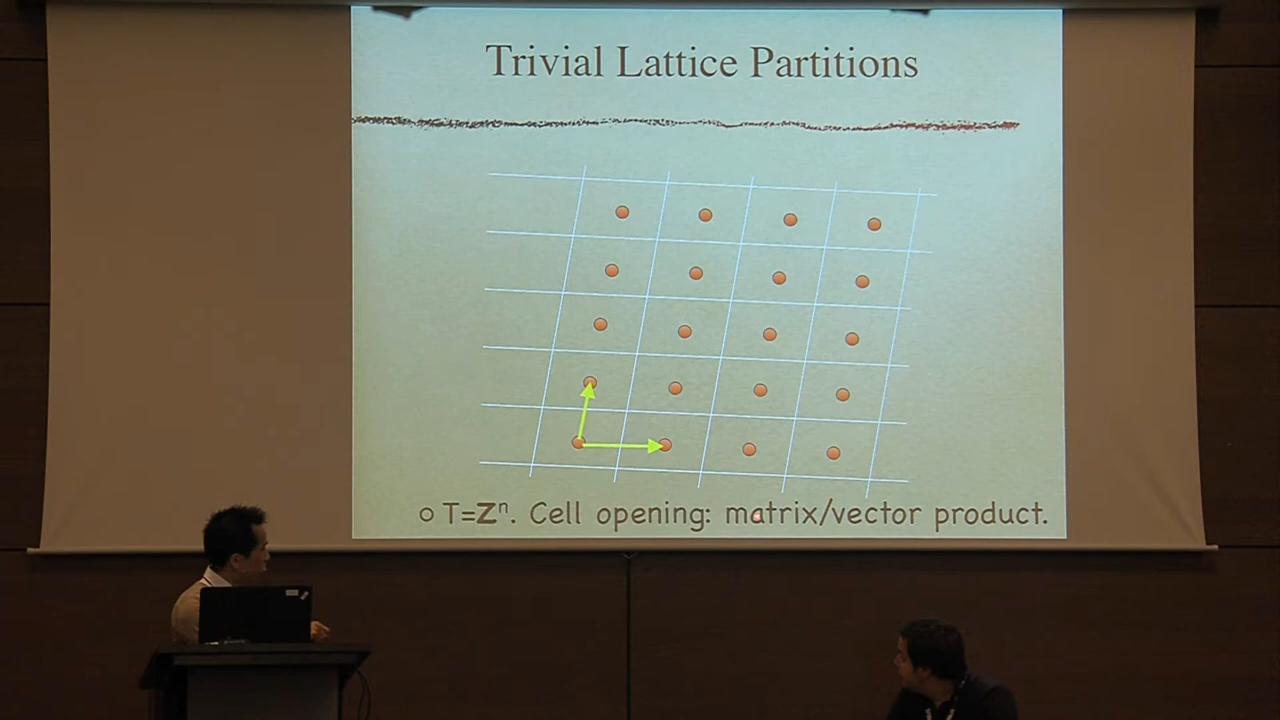 Trivial Lattice Partitions
○ T=Zⁿ. Cell opening: matrix/vector product.